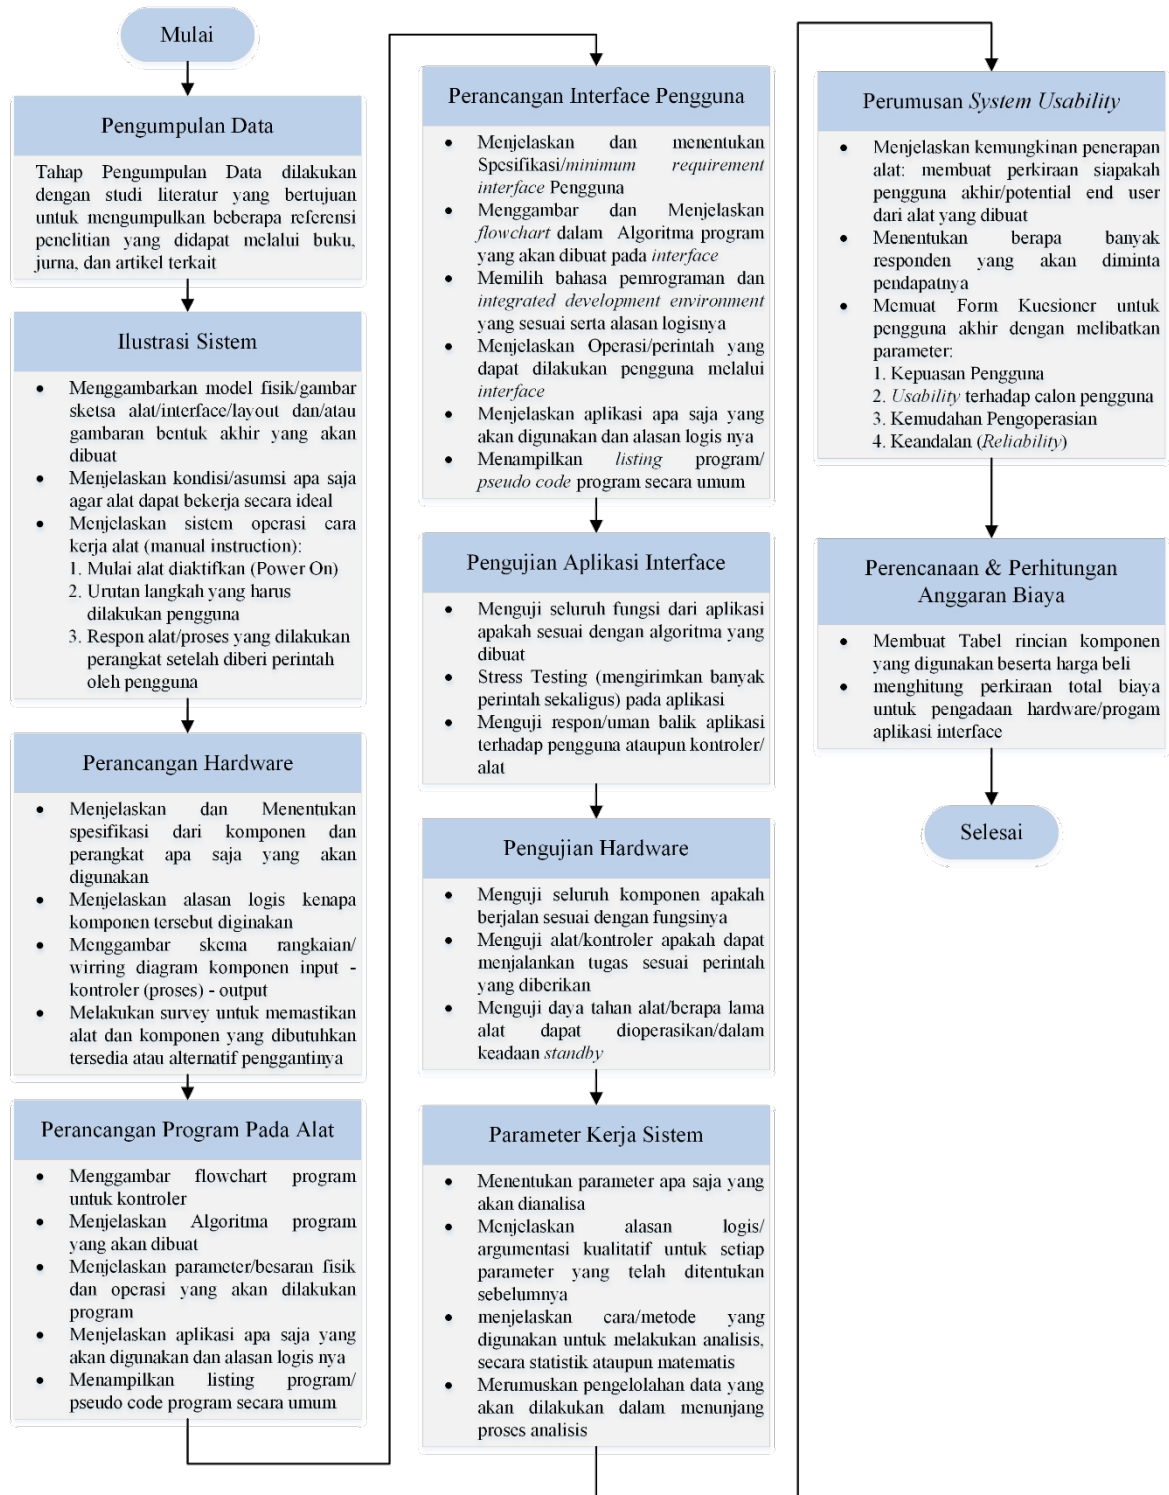 Mulai
Pengumpulan Data
Tahap Pengumpulan Data dilakukan
dengan studi literatur yang bertujuan
untuk mengumpulkan beberapa referensi
penelitian yang didapat melalui buku,
jurna, dan artikel terkait
Ilustrasi Sistem
• Menggambarkan model fisik/gambar
sketsa alat/interface/layout dan/atau
gambaran bentuk akhir yang akan
dibuat
• Menjelaskan kondisi/asumsi apa saja
agar alat dapat bekerja secara ideal
• Menjelaskan sistem operasi cara
kerja alat (manual instruction):
1. Mulai alat diaktifkan (Power On)
2. Urutan langkah yang harus
dilakukan pengguna
3. Respon alat/proses yang dilakukan
perangkat setelah diberi perintah
oleh pengguna
Perancangan Hardware
• Menjelaskan dan Menentukan
spesifikasi dari komponen dan
perangkat apa saja yang akan
digunakan
• Menjelaskan alasan logis kenapa
komponen tersebut diginakan
• Menggambar skema rangkaian/
wirring diagram komponen input -
kontroler (proses) - output
• Melakukan survey untuk memastikan
alat dan komponen yang dibutuhkan
tersedia atau alternatif penggantinya
Perancangan Program Pada Alat
• Menggambar flowchart program
untuk kontroler
• Menjelaskan Algoritma program
yang akan dibuat
• Menjelaskan parameter/besaran fisik
dan operasi yang akan dilakukan
program
• Menjelaskan aplikasi apa saja yang
akan digunakan dan alasan logis nya
• Menampilkan listing program/
pseudo code program secara umum
Perancangan Interface Pengguna
• Menjelaskan dan menentukan
Spesifikasi/minimum requirement
interface Pengguna
• Menggambar dan Menjelaskan
flowchart dalam Algoritma program
yang akan dibuat pada interface
• Memilih bahasa pemrograman dan
integrated development environment
yang sesuai serta alasan logisnya
• Menjelaskan Operasi/perintah yang
dapat dilakukan pengguna melalui
interface
• Menjelaskan aplikasi apa saja yang
akan digunakan dan alasan logis nya
• Menampilkan listing program/
pseudo code program secara umum
Pengujian Aplikasi Interface
• Menguji seluruh fungsi dari aplikasi
apakah sesuai dengan algoritma yang
dibuat
• Stress Testing (mengirimkan banyak
perintah sekaligus) pada aplikasi
• Menguji respon/uman balik aplikasi
terhadap pengguna ataupun kontroler/
alat
Pengujian Hardware
• Menguji seluruh komponen apakah
berjalan sesuai dengan fungsinya
• Menguji alat/kontroler apakah dapat
menjalankan tugas sesuai perintah
yang diberikan
• Menguji daya tahan alat/berapa lama
alat dapat dioperasikan/dalam
keadaan standby
Parameter Kerja Sistem
• Menentukan parameter apa saja yang
akan dianalisa
• Menjelaskan alasan logis/
argumentasi kualitatif untuk setiap
parameter yang telah ditentukan
sebelumnya
• menjelaskan cara/metode yang
digunakan untuk melakukan analisis,
secara statistik ataupun matematis
• Merumuskan pengelolahan data yang
akan dilakukan dalam menunjang
proses analisis
Perumusan System Usability
• Menjelaskan kemungkinan penerapan
alat: membuat perkiraan siapakah
pengguna akhir/potential end user
dari alat yang dibuat
• Menentukan berapa banyak
responden yang akan diminta
pendapatnya
• Memuat Form Kuesioner untuk
pengguna akhir dengan melibatkan
parameter:
1. Kepuasan Pengguna
2. Usability terhadap calon pengguna
3. Kemudahan Pengoperasian
4. Keandalan (Reliability)
Perencanaan & Perhitungan
Anggaran Biaya
• Membuat Tabel rincian komponen
yang digunakan beserta harga beli
• menghitung perkiraan total biaya
untuk pengadaan hardware/progam
aplikasi interface
Selesai